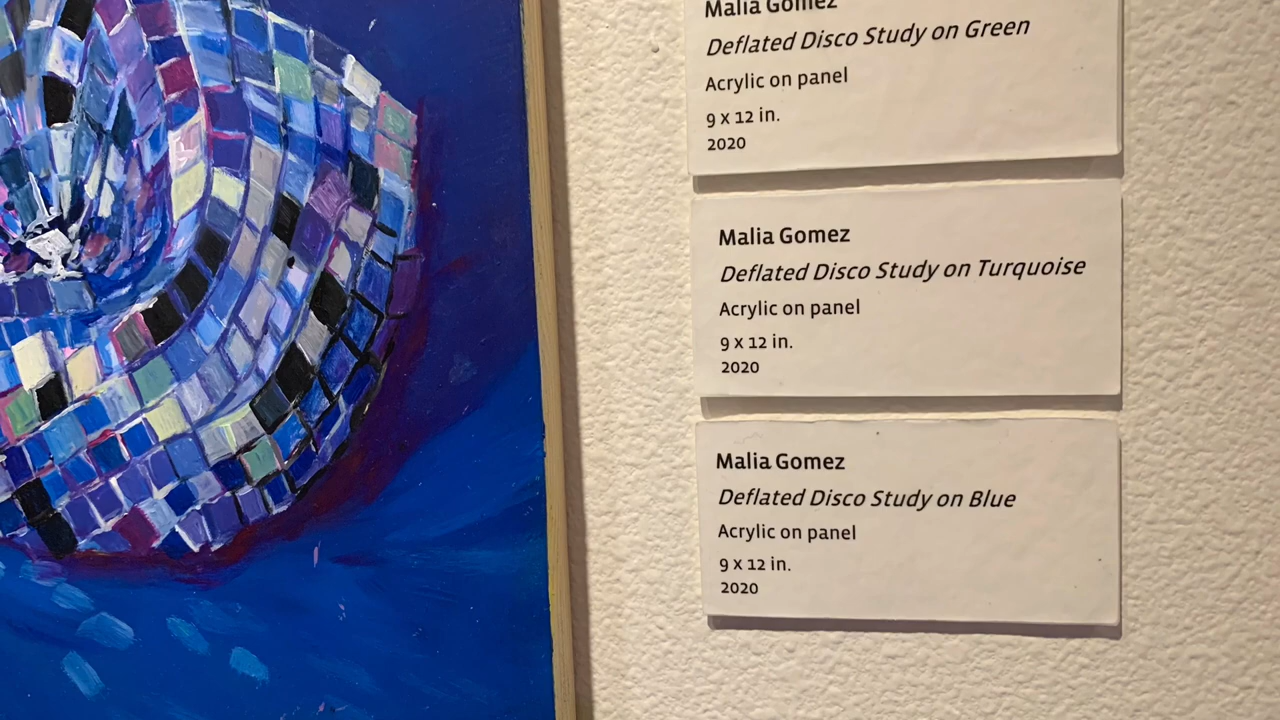 Malia Gomez
Deflated Disco Study on Green
Acrylic on panel
9 x 12 in.
2020
Malia Gomez
Deflated Disco Study on Turquoise
Acrylic on panel
9 x 12 in.
2020
Malia Gomez
Deflated Disco Study on Blue
Acrylic on panel
9 x 12 in.
2020